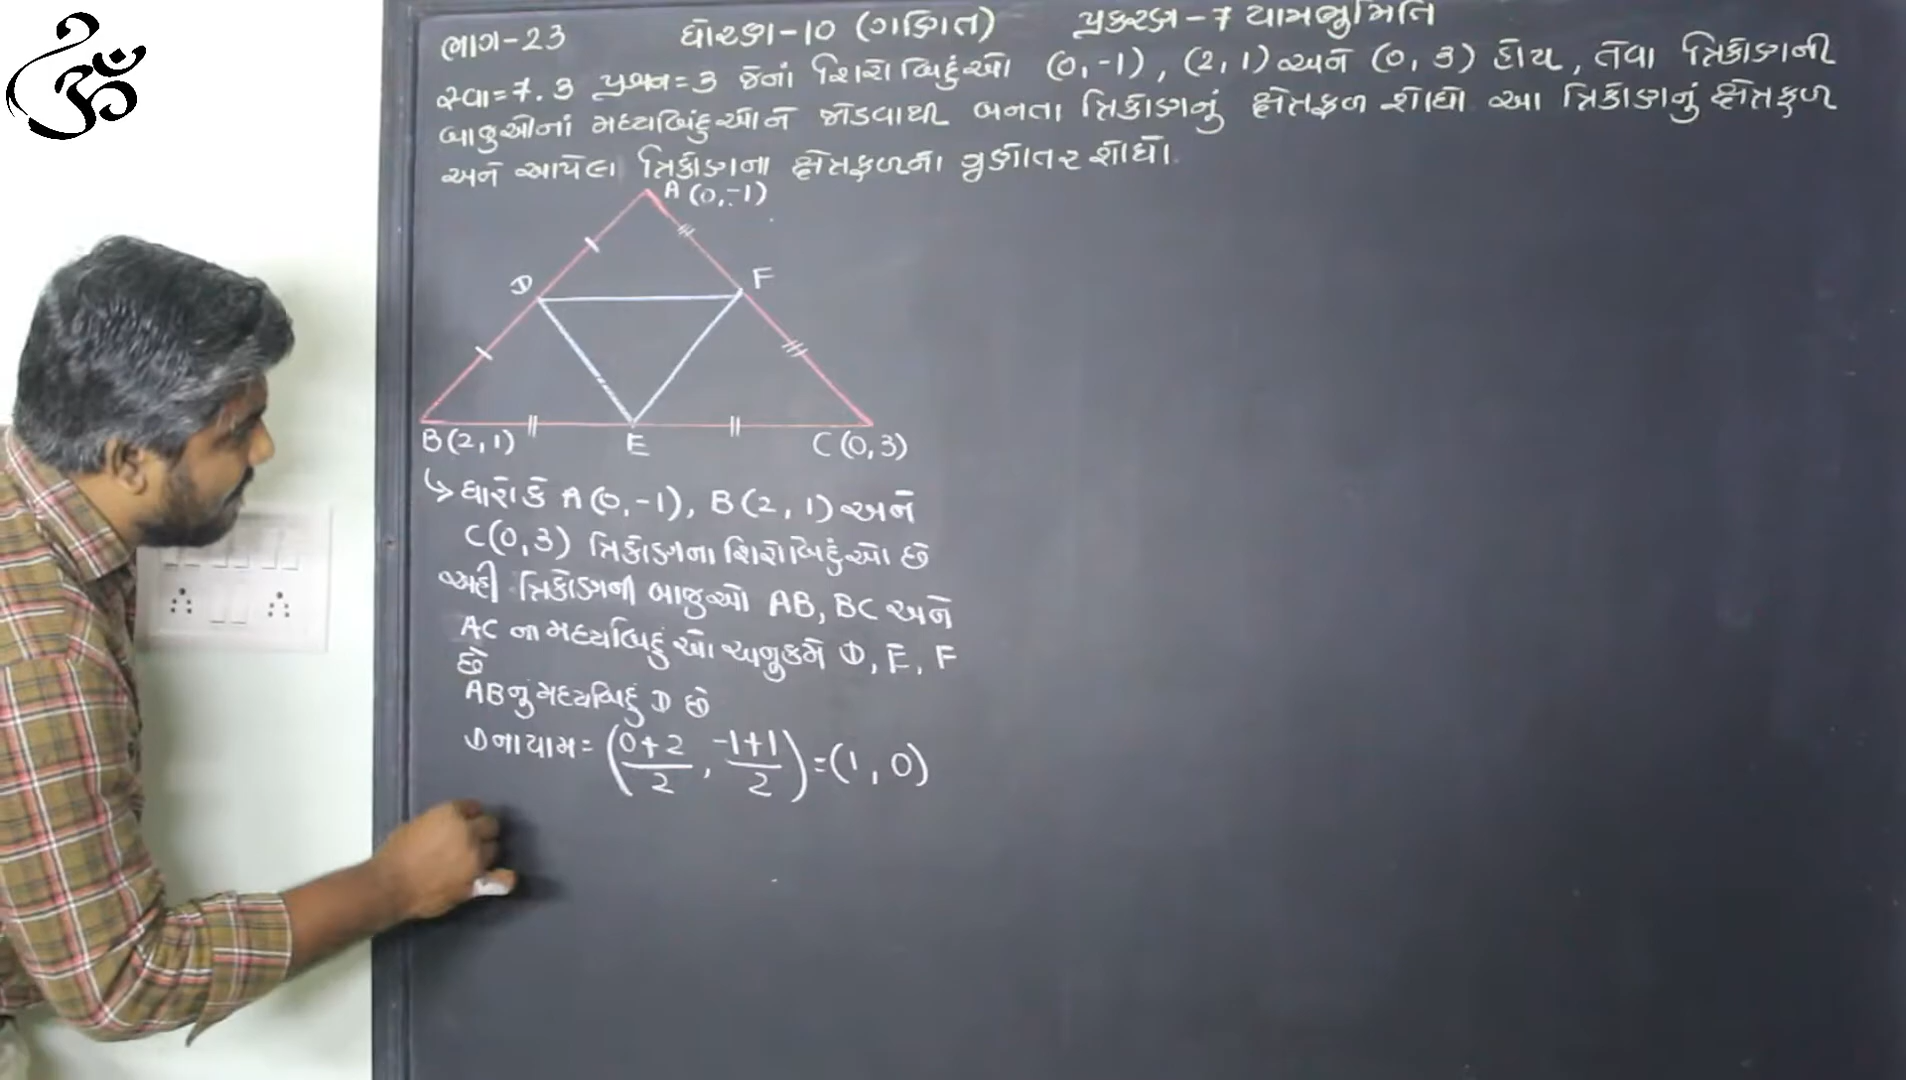 ૐ
ભાગ-23 ધોરણ-10 (ગણિત) પ્રકરણ-7 યામભૂમિતિ
સ્વા=7.3 પ્રશ્ન=3 જેનાં શિરોબિંદુઓ (0,-1), (2,1) અને (0,3) હોય, તેવા ત્રિકોણની
બાજુઓનાં મધ્યબિંદુઓને જોડવાથી બનતા ત્રિકોણનું ક્ષેત્રફળ શોધો આ ત્રિકોણનું ક્ષેત્રફળ
અને આપેલા ત્રિકોણના ક્ષેત્રફળના ગુણોત્તર શોધો.
A (0,-1)
D F
B(2,1) E C(0,3)
↳ ધારો કે A(0,-1), B(2,1) અને
C(0,3) ત્રિકોણના શિરોબિંદુઓ છે
અહી ત્રિકોણની બાજુઓ AB, BC અને
AC ના મધ્યબિંદુઓ અનુક્રમે D, E, F
છે
AB નું મધ્યબિંદુ D છે
D ના યામ = (0+2/2, -1+1/2) = (1, 0)